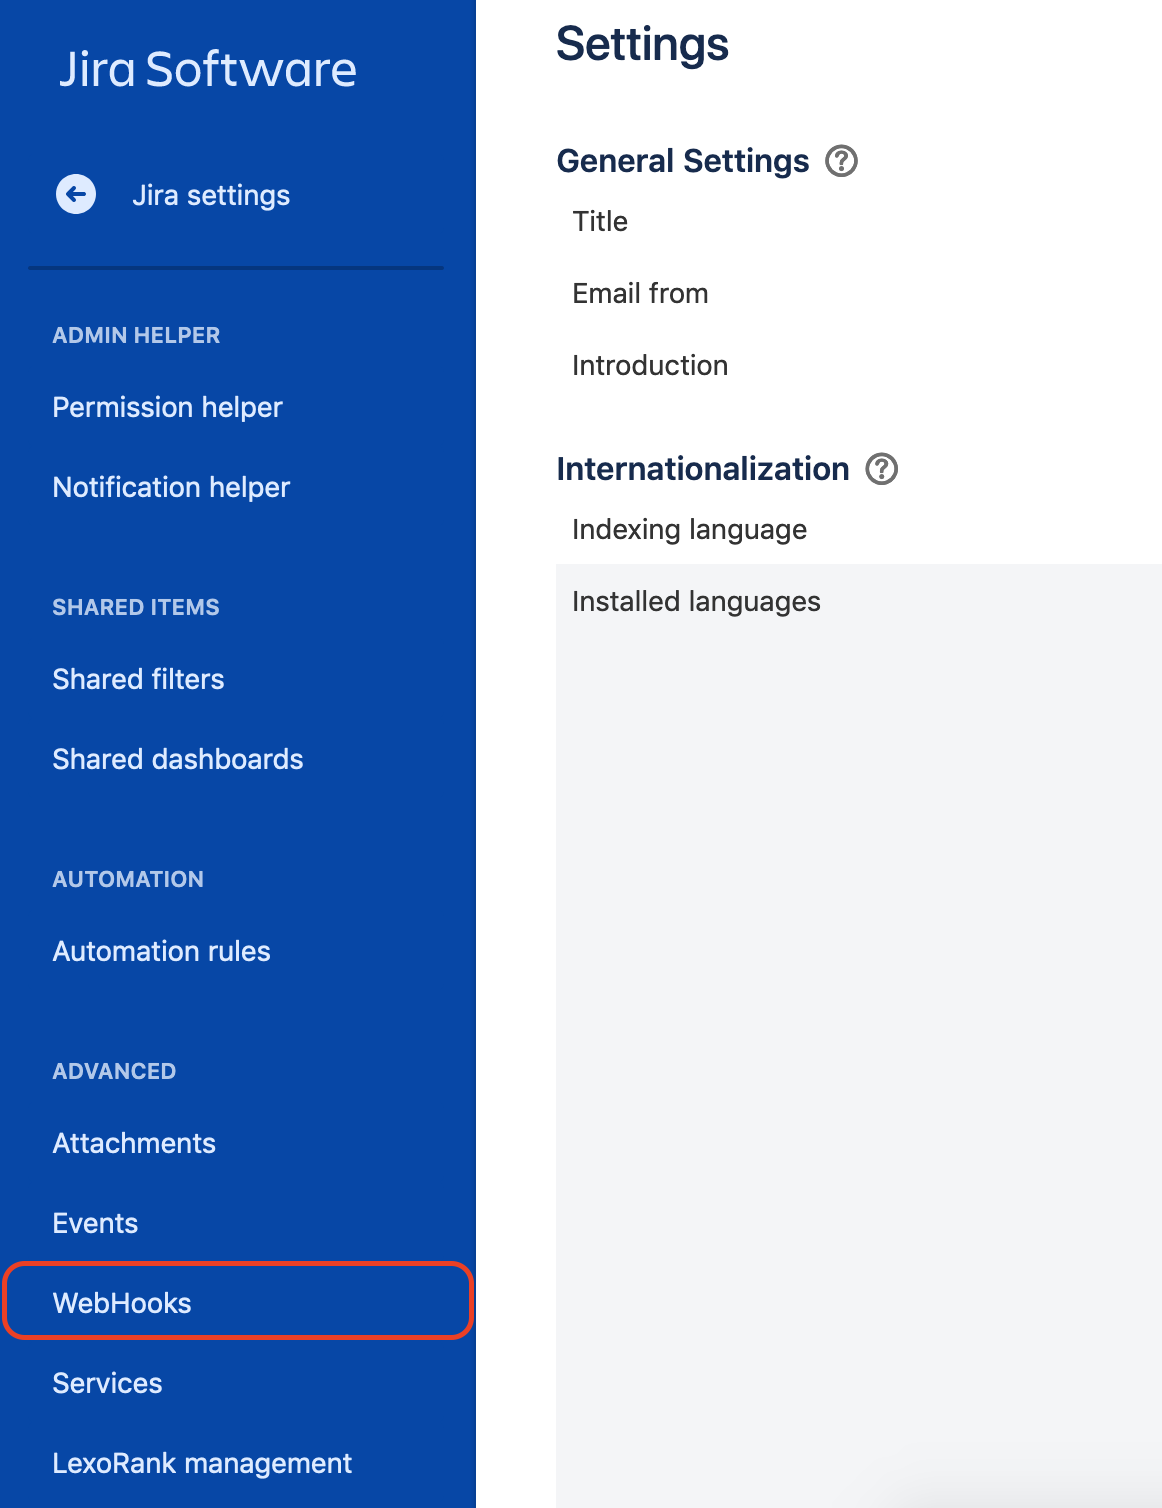 Jira Software
Jira settings
ADMIN HELPER
Permission helper
Notification helper
SHARED ITEMS
Shared filters
Shared dashboards
AUTOMATION
Automation rules
ADVANCED
Attachments
Events
WebHooks
Services
LexoRank management
Settings
General Settings ?
Title
Email from
Introduction
Internationalization ?
Indexing language
Installed languages